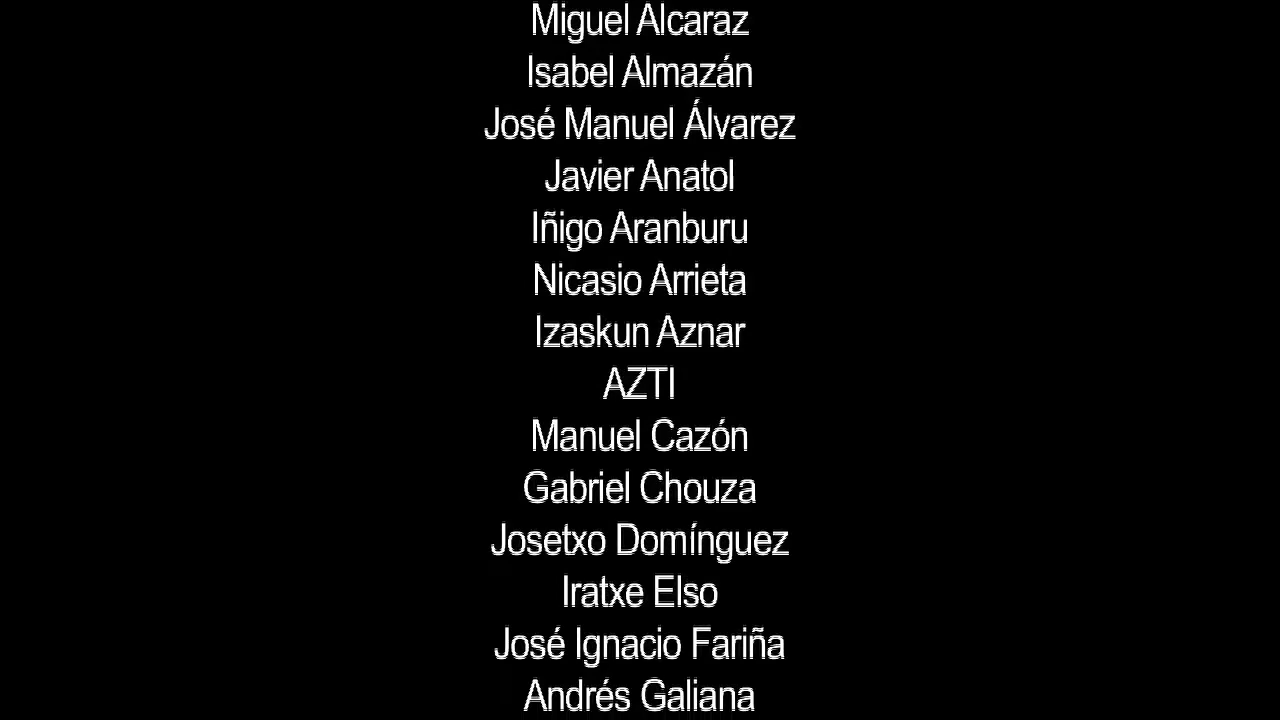 Miguel Alcaraz
Isabel Almazán
José Manuel Álvarez
Javier Anatol
Iñigo Aranburu
Nicasio Arrieta
Izaskun Aznar
AZTI
Manuel Cazón
Gabriel Chouza
Josetxo Domínguez
Iratxe Elso
José Ignacio Fariña
Andrés Galiana